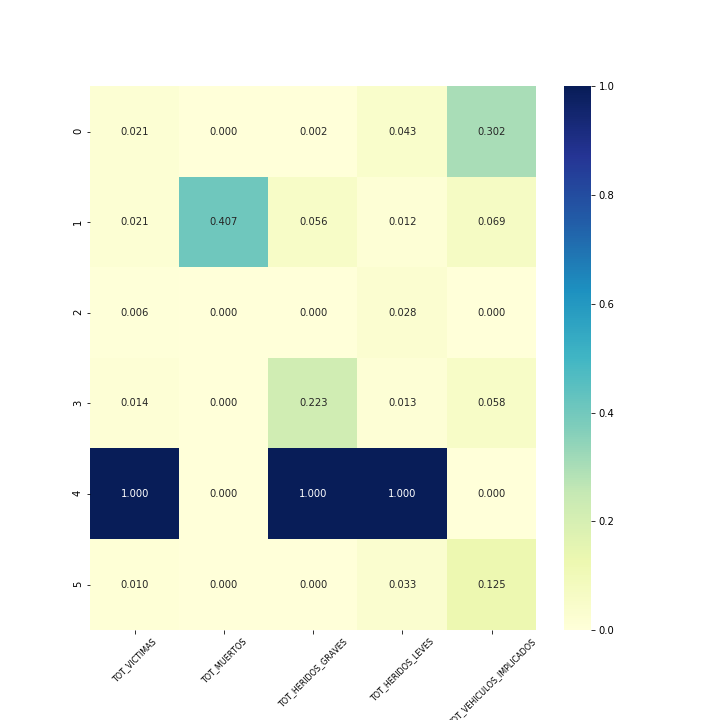 0 0.021 0.000 0.002 0.043 0.302
1 0.021 0.407 0.056 0.012 0.069
2 0.006 0.000 0.000 0.028 0.000
3 0.014 0.000 0.223 0.013 0.058
4 1.000 0.000 1.000 1.000 0.000
5 0.010 0.000 0.000 0.033 0.125
TOT_VICTIMAS
TOT_MUERTOS
TOT_HERIDOS_GRAVES
TOT_HERIDOS_LEVES
OT_VEHICULOS_IMPLICADOS
1.0
0.8
0.6
0.4
0.2
0.0